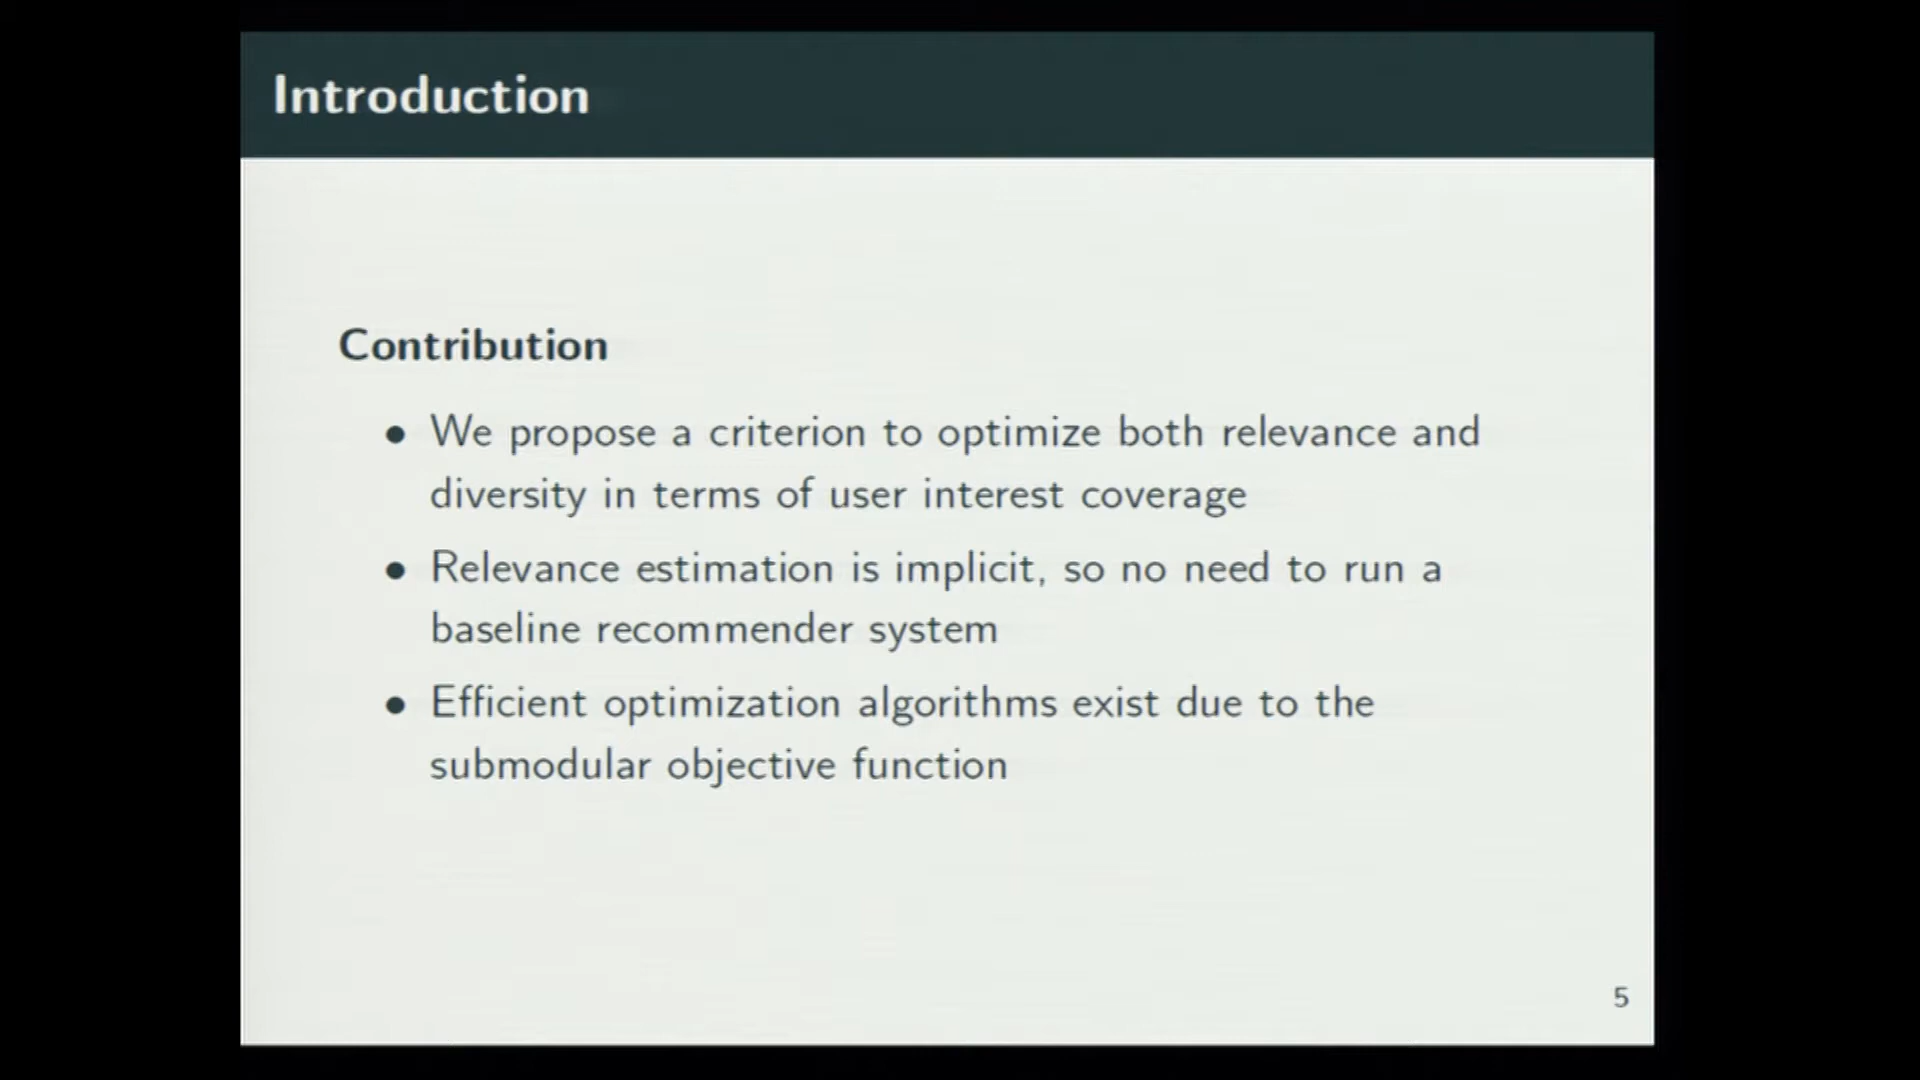 Introduction
Contribution
• We propose a criterion to optimize both relevance and
diversity in terms of user interest coverage
• Relevance estimation is implicit, so no need to run a
baseline recommender system
• Efficient optimization algorithms exist due to the
submodular objective function
5